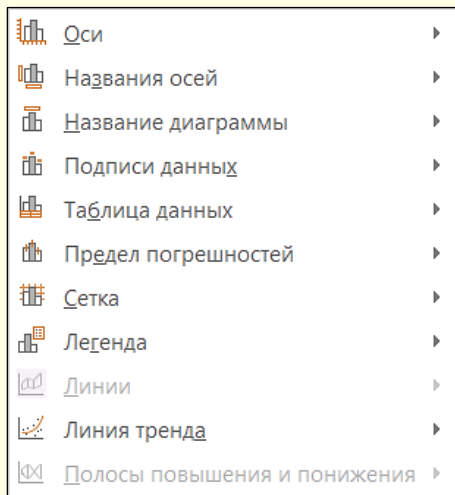 Оси
Названия осей
Название диаграммы
Подписи данных
Таблица данных
Предел погрешностей
Сетка
Легенда
Линии
Линия тренда
Полосы повышения и понижения